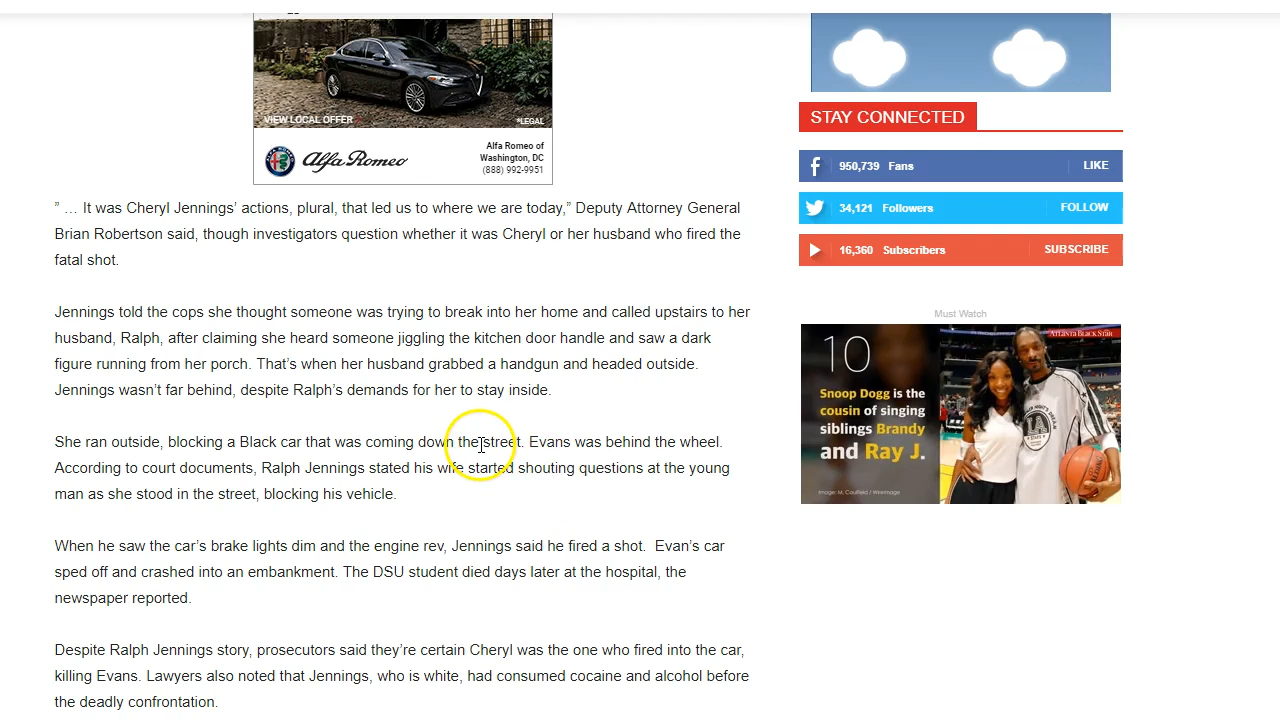 VIEW LOCAL OFFER
*LEGAL
Alfa Romeo
Alfa Romeo of
Washington, DC
(888) 992-9951
” … It was Cheryl Jennings’ actions, plural, that led us to where we are today,” Deputy Attorney General
Brian Robertson said, though investigators question whether it was Cheryl or her husband who fired the
fatal shot.
Jennings told the cops she thought someone was trying to break into her home and called upstairs to her
husband, Ralph, after claiming she heard someone jiggling the kitchen door handle and saw a dark
figure running from her porch. That’s when her husband grabbed a handgun and headed outside.
Jennings wasn’t far behind, despite Ralph’s demands for her to stay inside.
She ran outside, blocking a Black car that was coming down the street. Evans was behind the wheel.
According to court documents, Ralph Jennings stated his wife started shouting questions at the young
man as she stood in the street, blocking his vehicle.
When he saw the car’s brake lights dim and the engine rev, Jennings said he fired a shot.  Evan’s car
sped off and crashed into an embankment. The DSU student died days later at the hospital, the
newspaper reported.
Despite Ralph Jennings story, prosecutors said they’re certain Cheryl was the one who fired into the car,
killing Evans. Lawyers also noted that Jennings, who is white, had consumed cocaine and alcohol before
the deadly confrontation.
STAY CONNECTED
950,739 Fans LIKE
34,121 Followers FOLLOW
16,360 Subscribers SUBSCRIBE
Must Watch
ATLANTA BLACK STAR
10
Snoop Dogg is the
cousin of singing
siblings Brandy
and Ray J.
Image: M. Caulfield / Wireimage